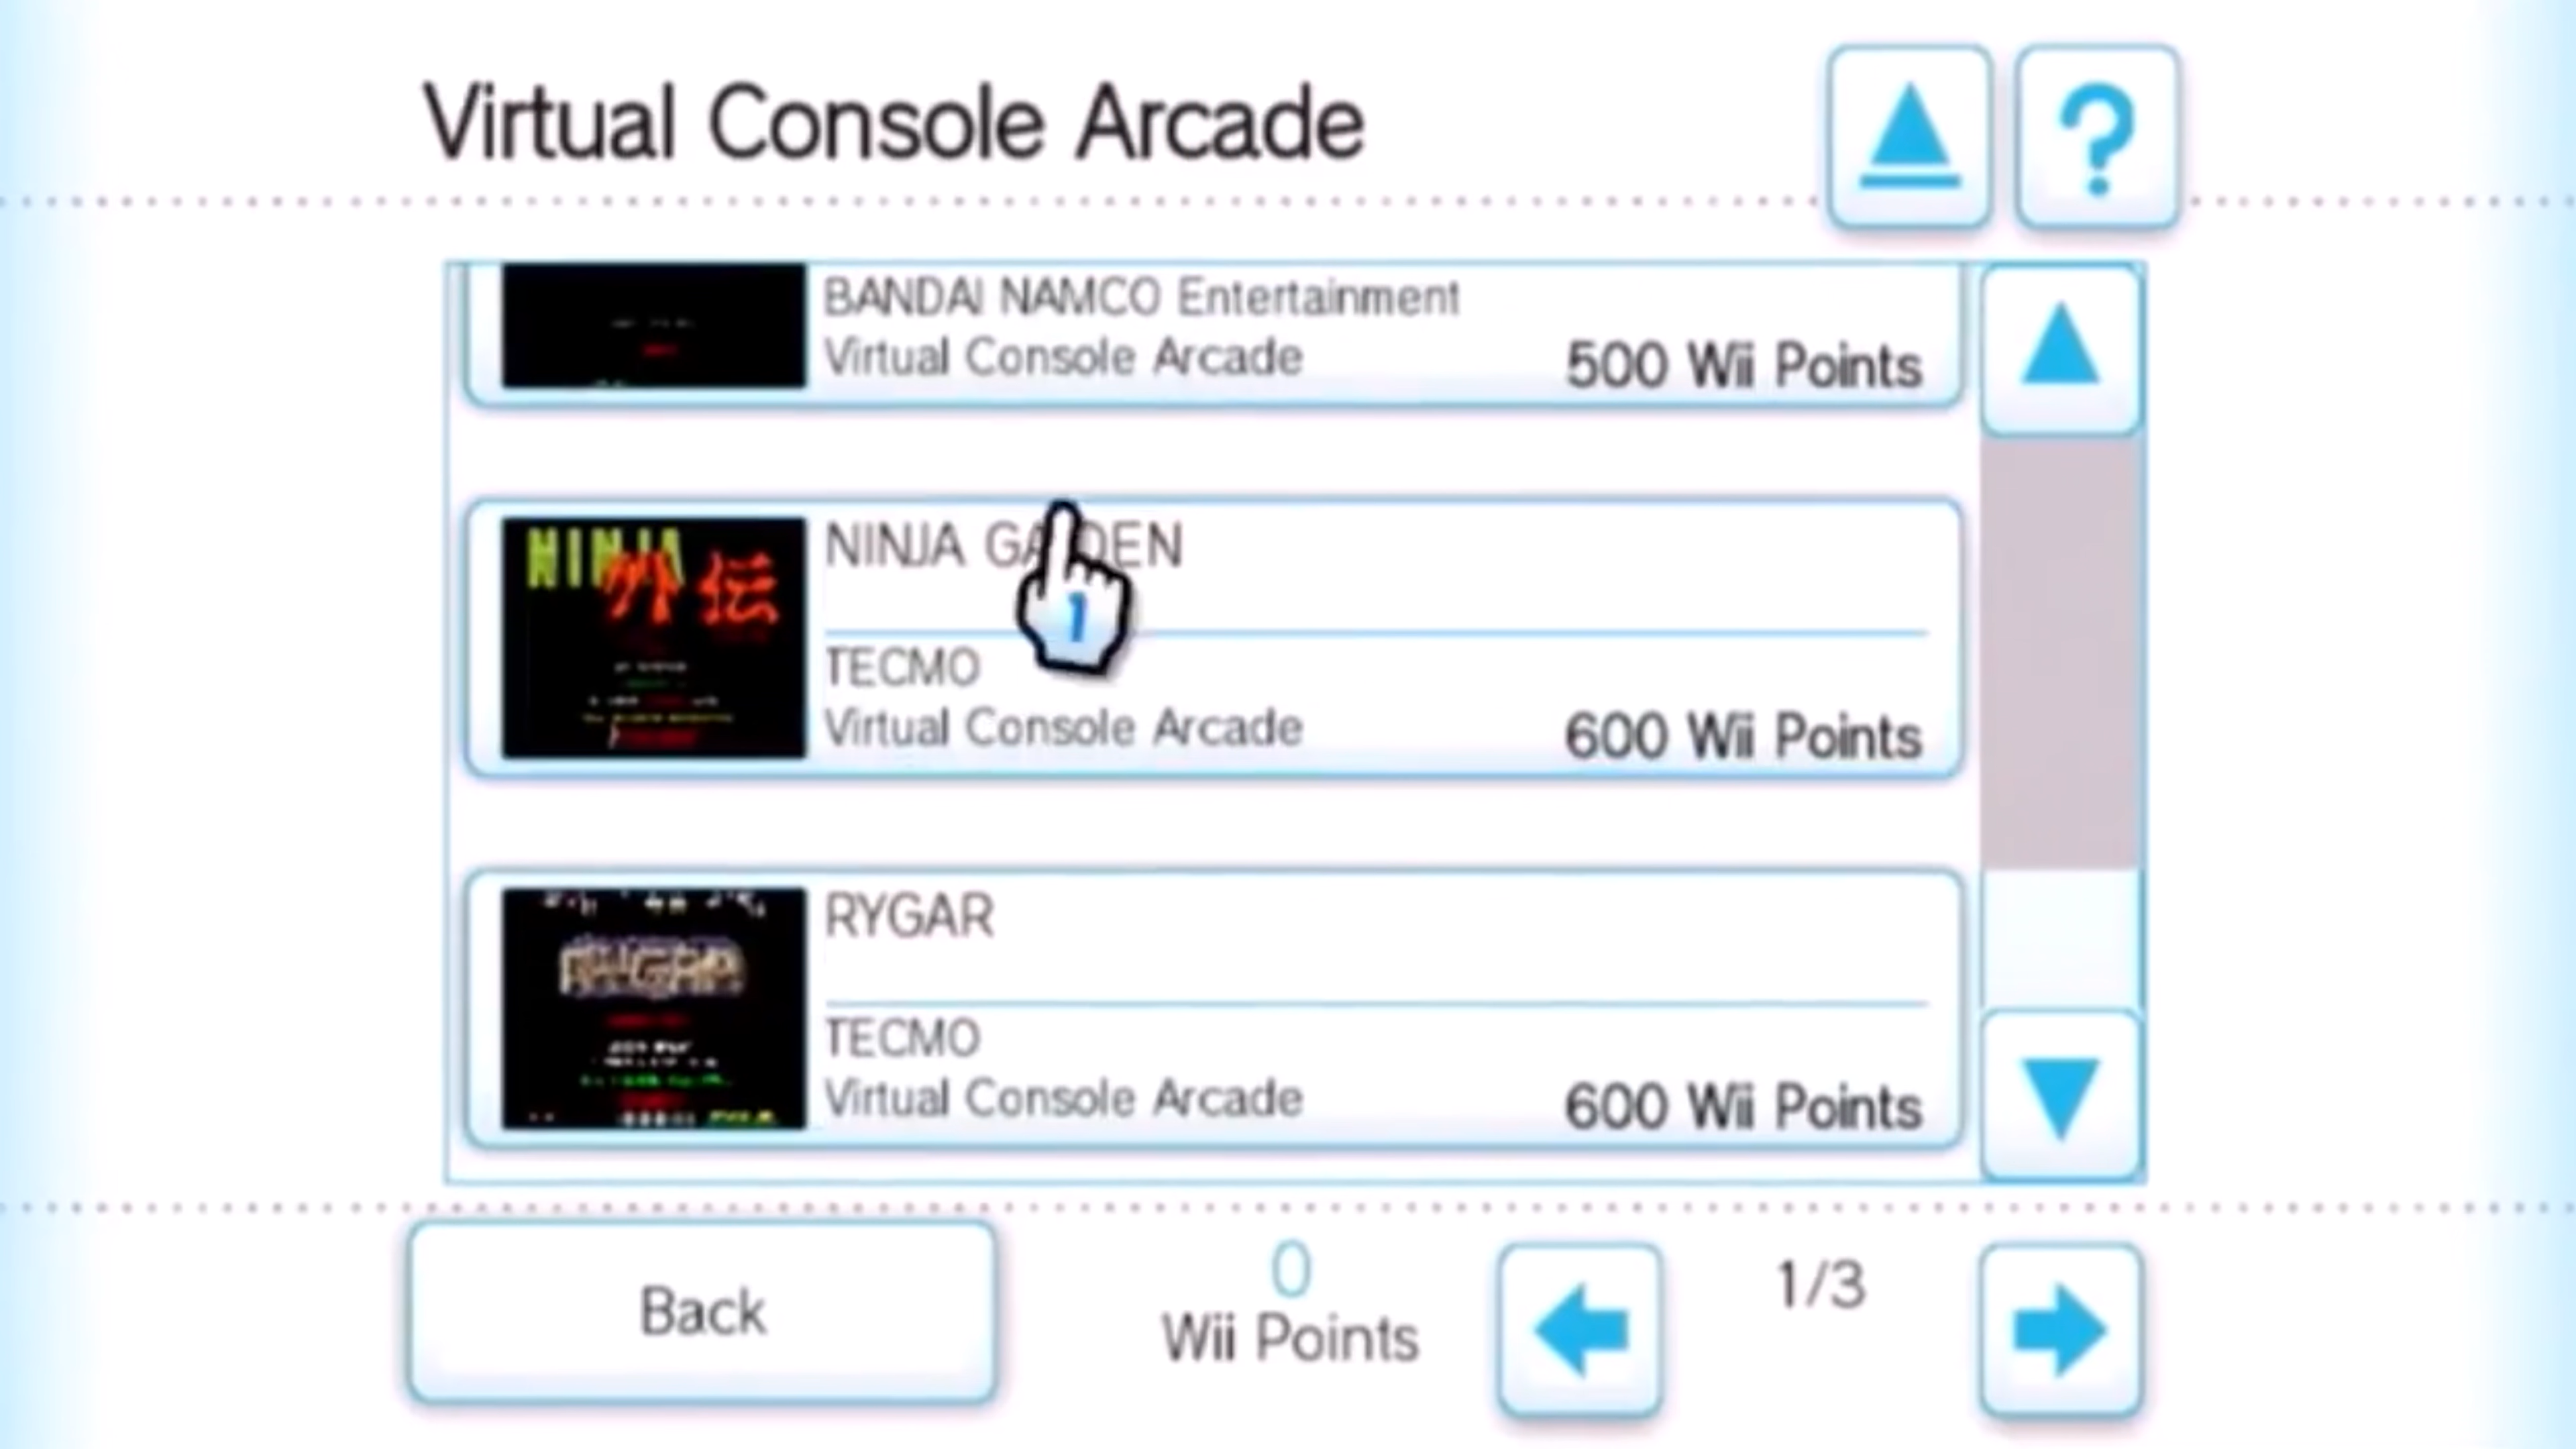 Virtual Console Arcade
?
BANDAI NAMCO Entertainment
Virtual Console Arcade
500 Wii Points
NINJA
外伝
NINJA GAIDEN
1
TECMO
Virtual Console Arcade
600 Wii Points
RYGAR
RYGAR
TECMO
Virtual Console Arcade
600 Wii Points
Back
0
Wii Points
1/3